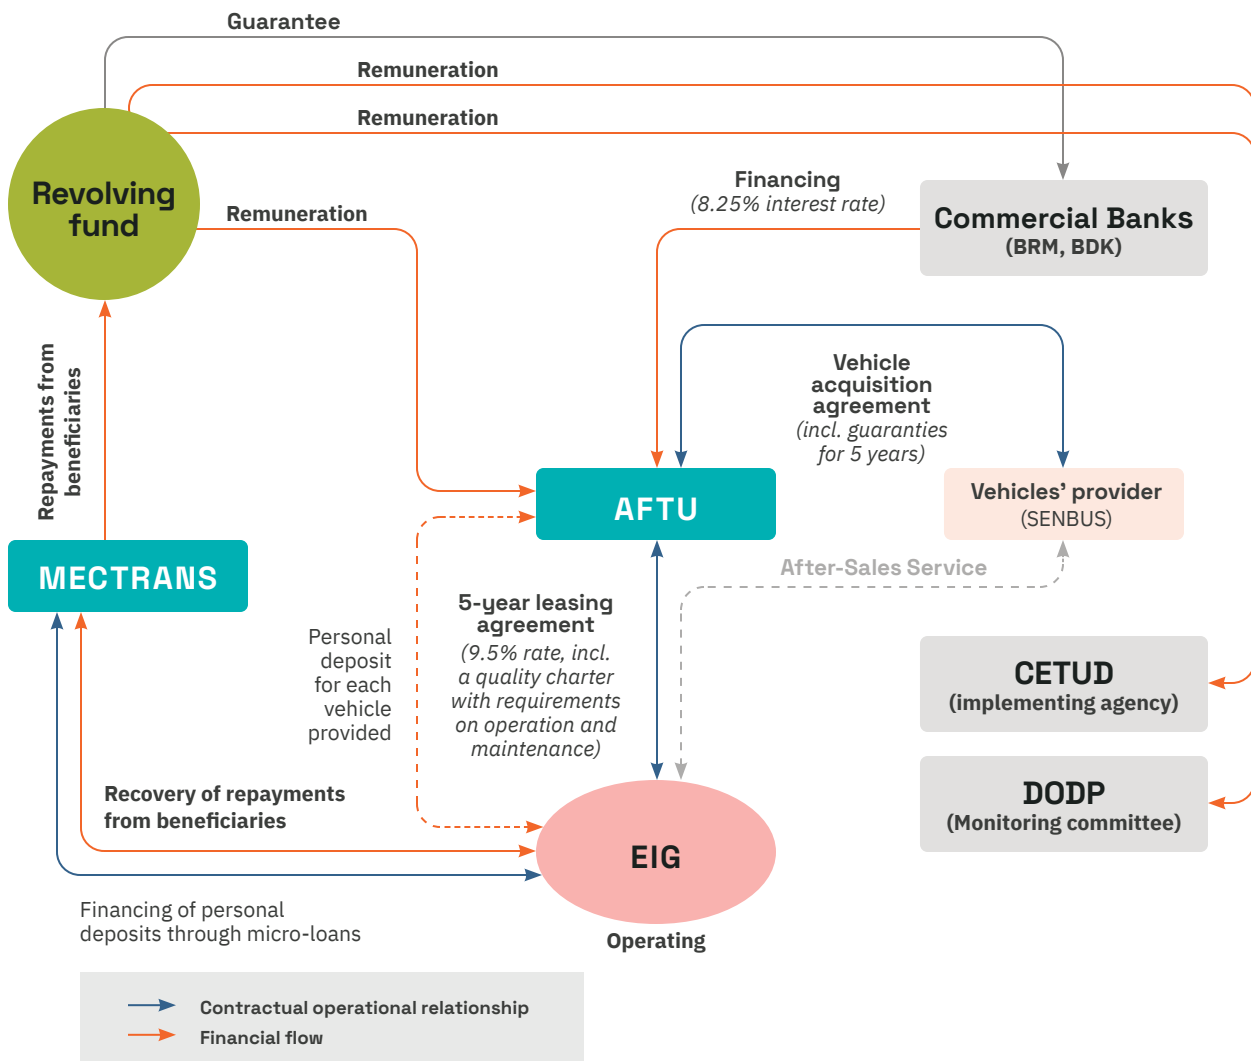 Guarantee
Remuneration
Remuneration
Revolving
fund
Remuneration
Financing
(8.25% interest rate)
Commercial Banks
(BRM, BDK)
Repayments from
beneficiaries
Vehicle
acquisition
agreement
(incl. guaranties
for 5 years)
AFTU
Vehicles’ provider
(SENBUS)
MECTRANS
After-Sales Service
5-year leasing
agreement
(9.5% rate, incl.
a quality charter
with requirements
on operation and
maintenance)
Personal
deposit
for each
vehicle
provided
CETUD
(implementing agency)
DODP
(Monitoring committee)
Recovery of repayments
from beneficiaries
EIG
Operating
Financing of personal
deposits through micro-loans
Contractual operational relationship
Financial flow